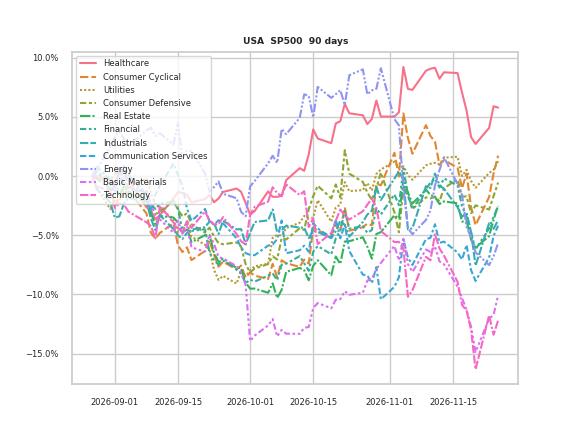 USA  SP500  90 days
10.0%
5.0%
0.0%
−5.0%
−10.0%
−15.0%
Healthcare
Consumer Cyclical
Utilities
Consumer Defensive
Real Estate
Financial
Industrials
Communication Services
Energy
Basic Materials
Technology
2026-09-01
2026-09-15
2026-10-01
2026-10-15
2026-11-01
2026-11-15